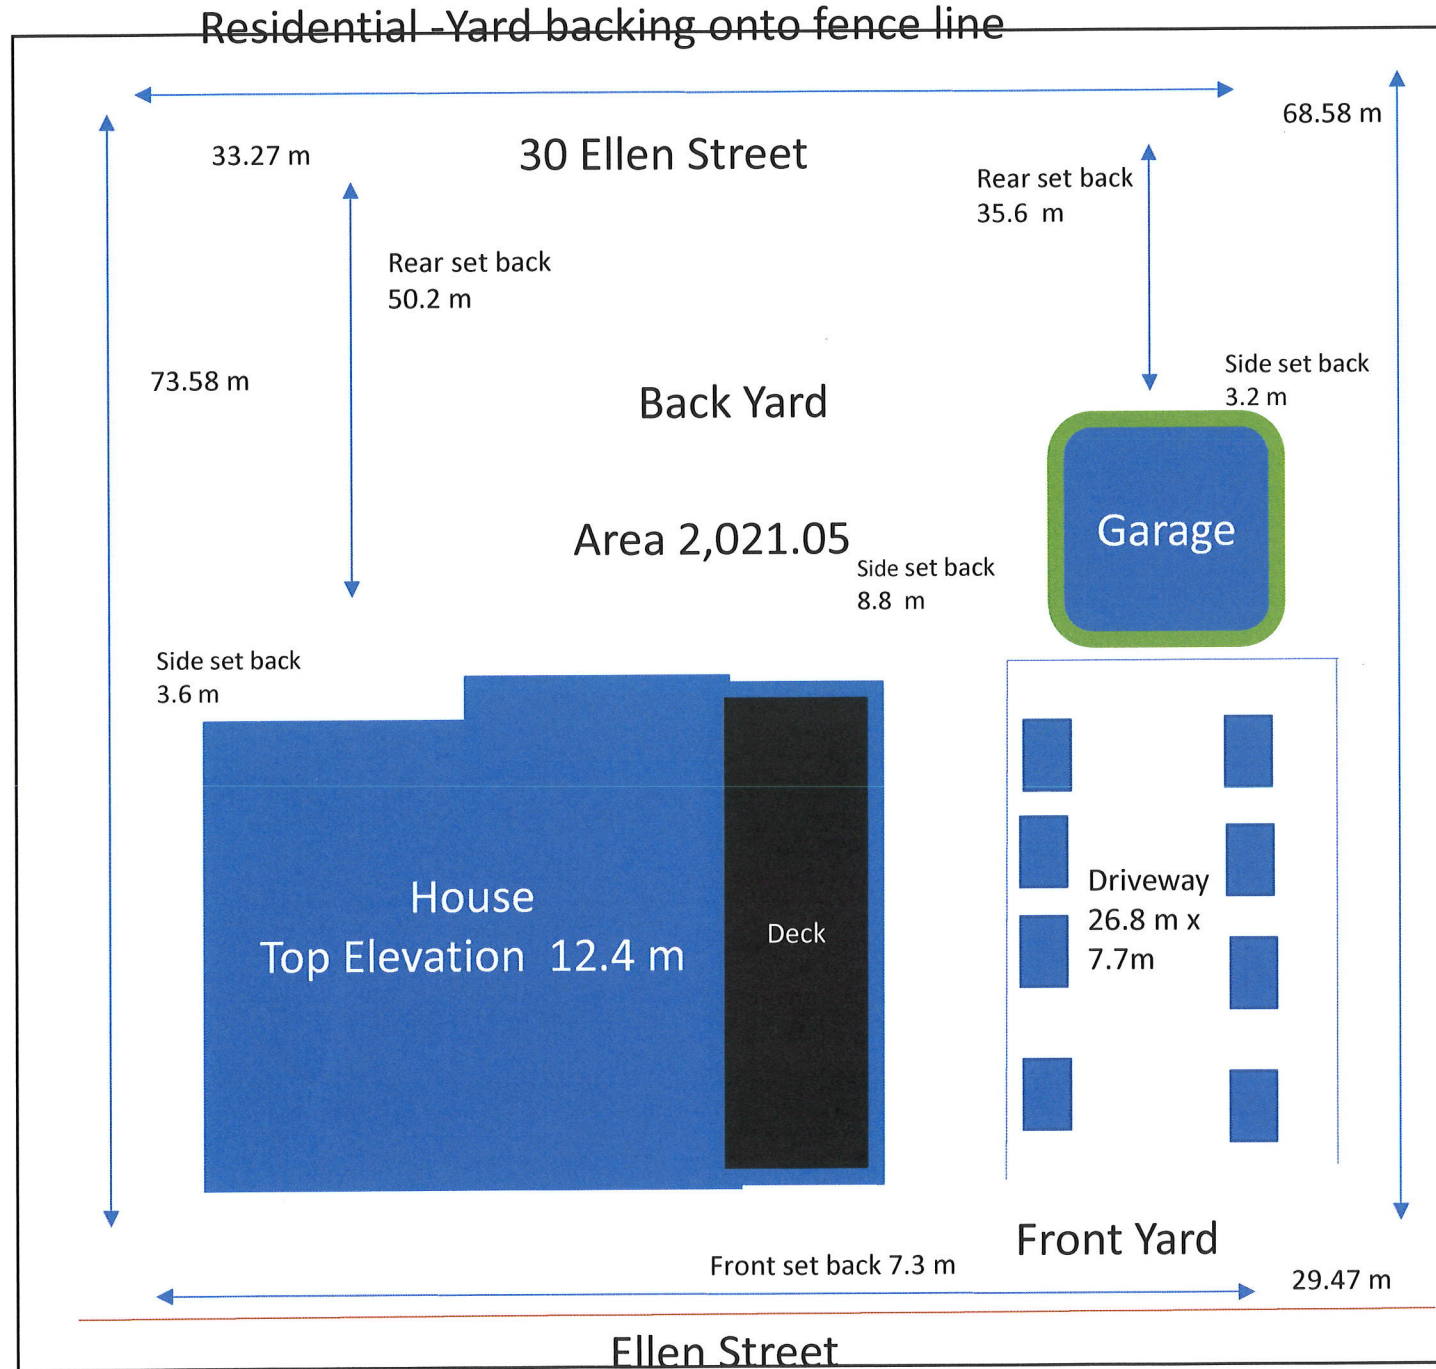 Residential -Yard backing onto fence line
68.58 m
33.27 m
30 Ellen Street
Rear set back
35.6 m
Rear set back
50.2 m
73.58 m
Side set back
3.2 m
Back Yard
Garage
Area 2,021.05
Side set back
8.8 m
Side set back
3.6 m
House
Top Elevation 12.4 m
Deck
Driveway
26.8 m x
7.7m
Front Yard
Front set back 7.3 m
29.47 m
Ellen Street